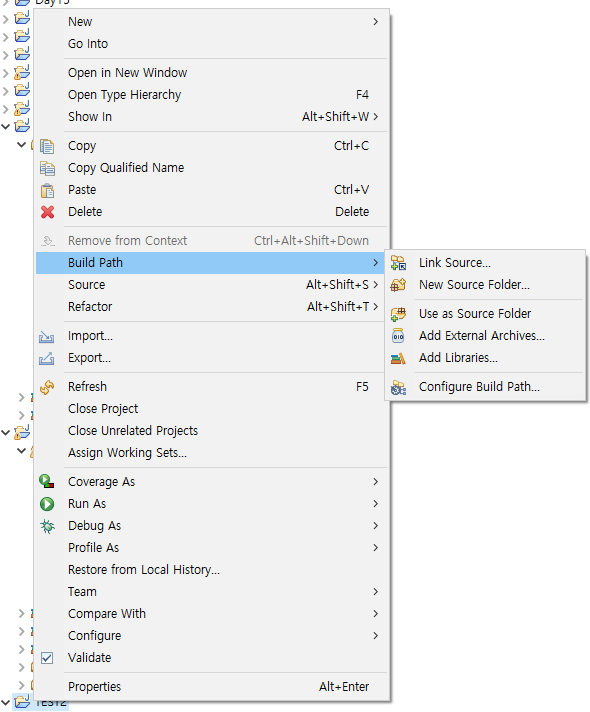 Day15
New
Go Into
Open in New Window
Open Type Hierarchy F4
Show In Alt+Shift+W
Copy Ctrl+C
Copy Qualified Name
Paste Ctrl+V
Delete Delete
Remove from Context Ctrl+Alt+Shift+Down
Build Path
Source Alt+Shift+S
Refactor Alt+Shift+T
Import...
Export...
Refresh F5
Close Project
Close Unrelated Projects
Assign Working Sets...
Coverage As
Run As
Debug As
Profile As
Restore from Local History...
Team
Compare With
Configure
Validate
Properties Alt+Enter
Link Source...
New Source Folder...
Use as Source Folder
Add External Archives...
Add Libraries...
Configure Build Path...
TEST2